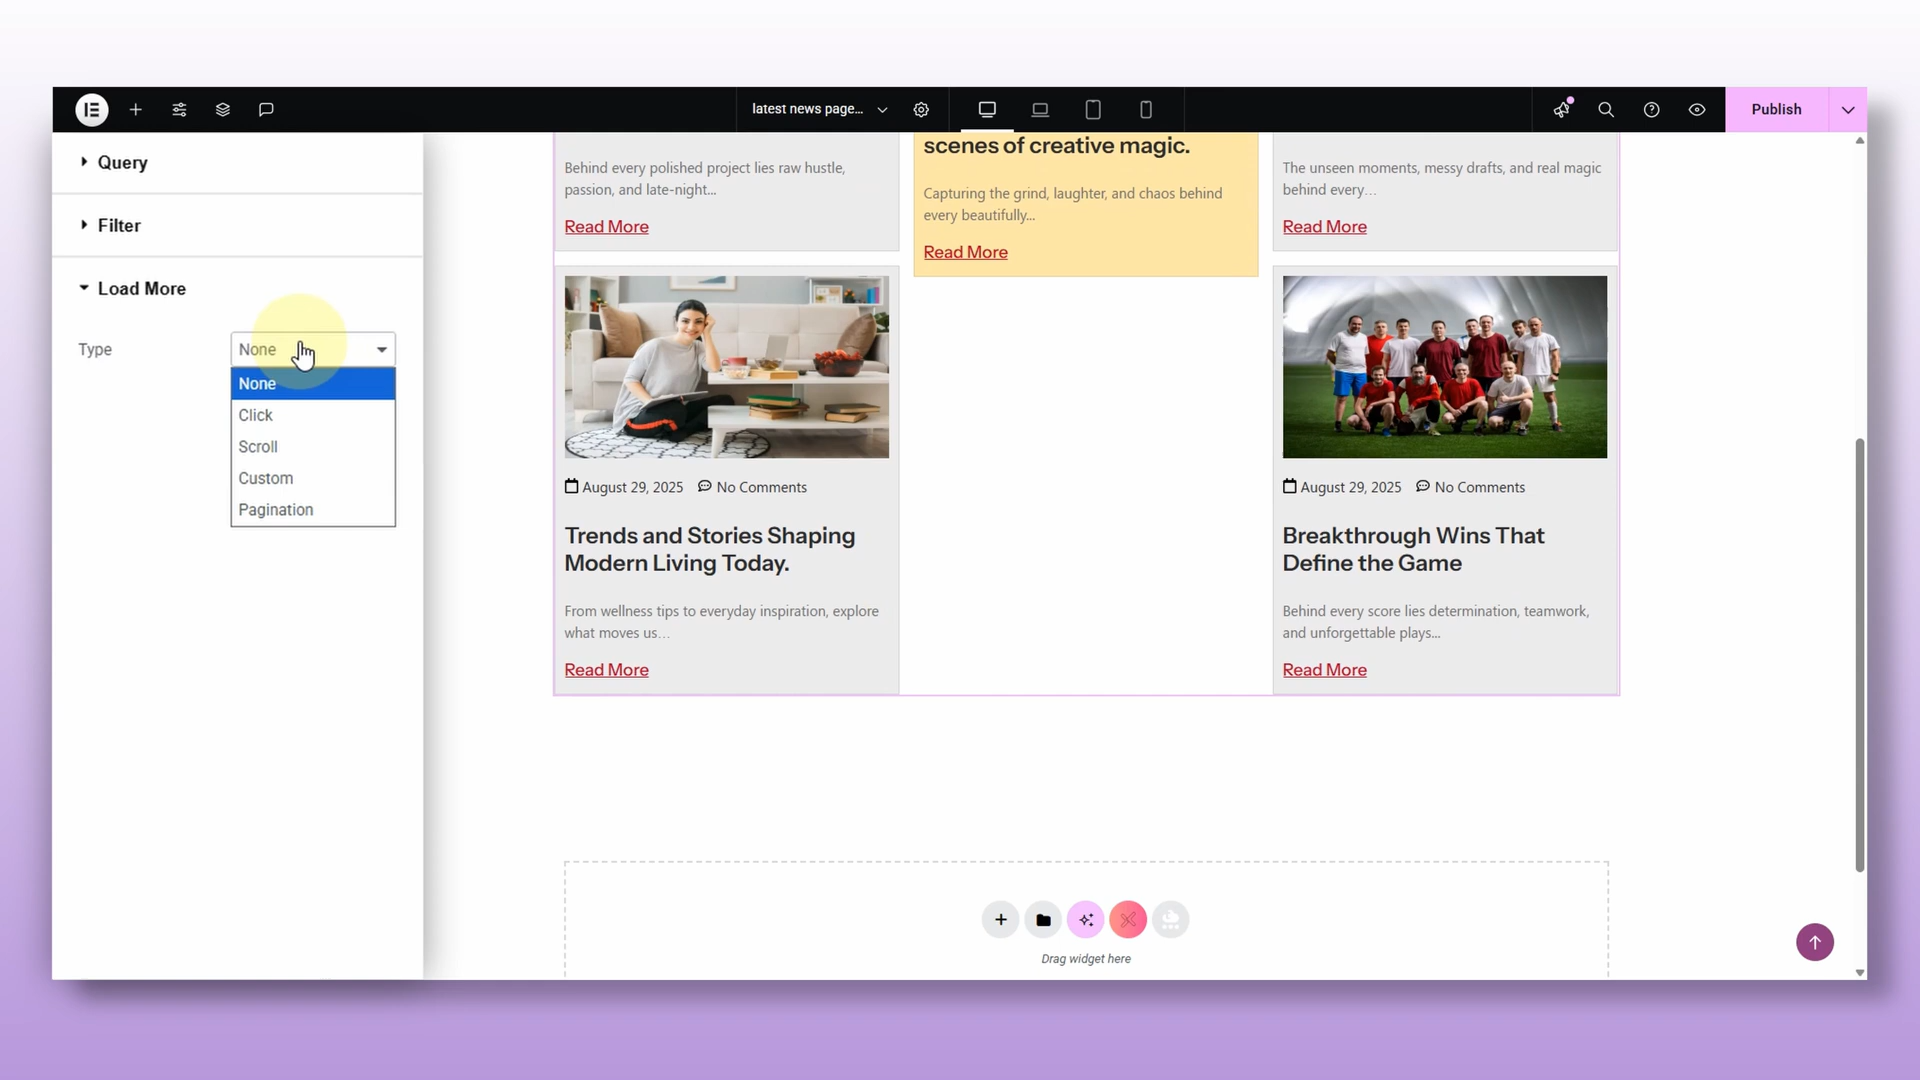 latest news page...
Publish
Query
Filter
Load More
Type
None
None
Click
Scroll
Custom
Pagination
Behind every polished project lies raw hustle,
passion, and late-night...
Read More
scenes of creative magic.
Capturing the grind, laughter, and chaos behind
every beautifully...
Read More
The unseen moments, messy drafts, and real magic
behind every...
Read More
August 29, 2025 No Comments
Trends and Stories Shaping
Modern Living Today.
From wellness tips to everyday inspiration, explore
what moves us...
Read More
August 29, 2025 No Comments
Breakthrough Wins That
Define the Game
Behind every score lies determination, teamwork,
and unforgettable plays...
Read More
Drag widget here